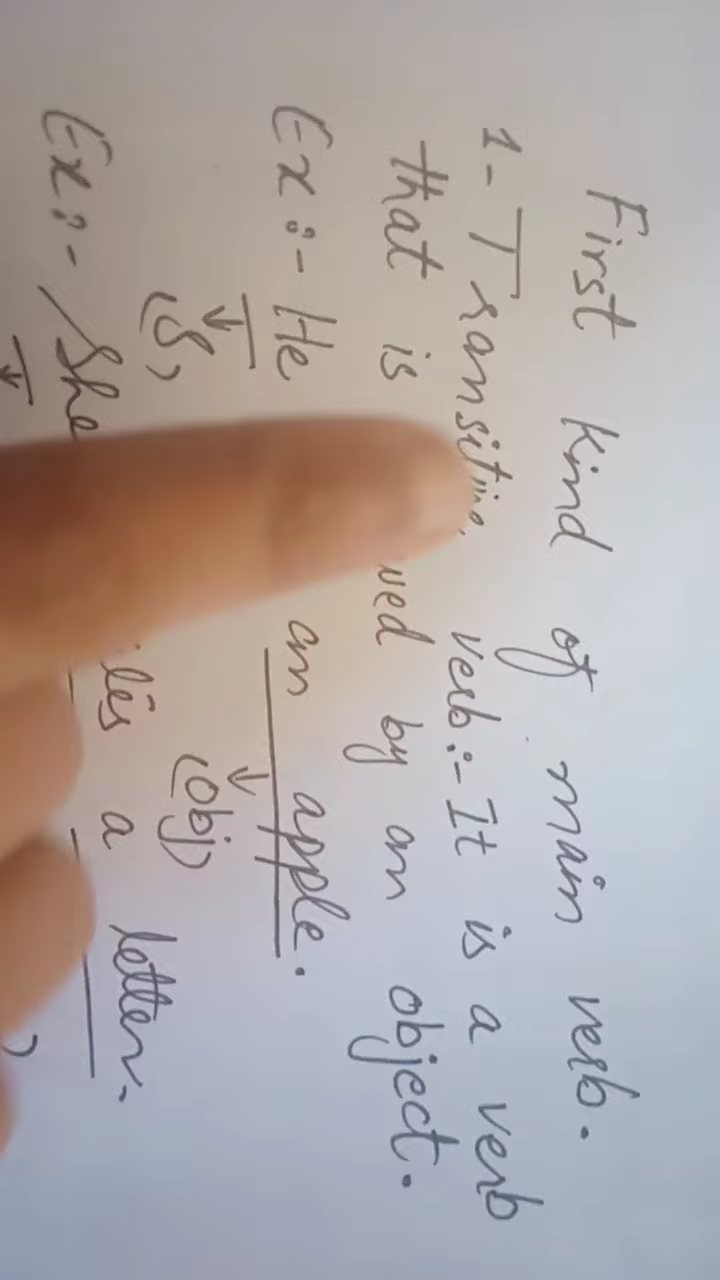 First kind of main verb.
1- Transitive verb:- It is a verb
that is by an object.
Ex:- He an apple.
(S) (Obj)
Ex:- She a letter.